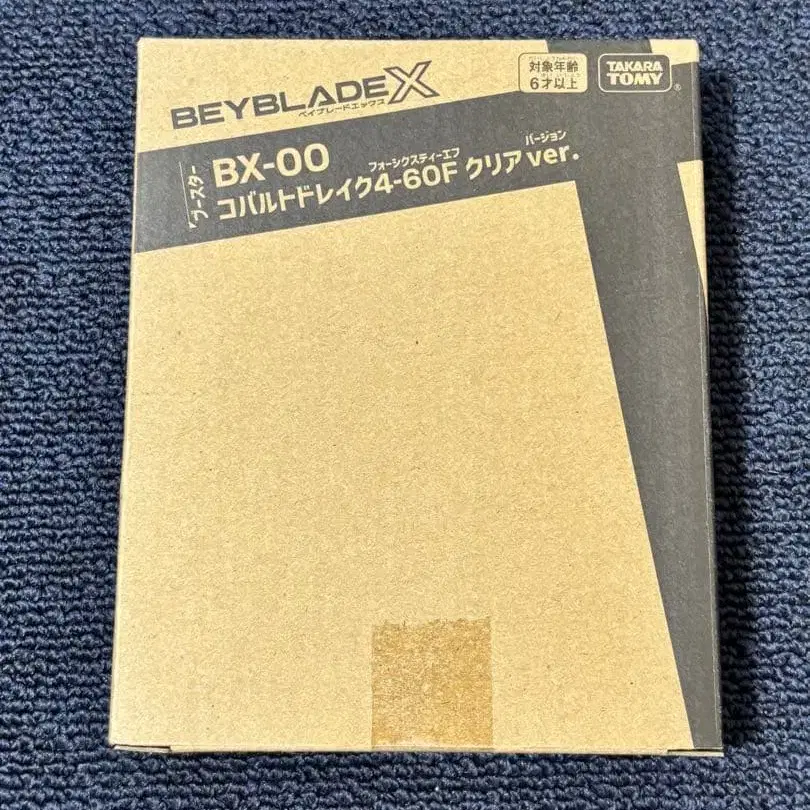 BEYBLADE X
ベイブレードエックス
対象年齢
6才以上
TAKARA
TOMY
®
ブースター
BX-00
フォーシクスティーエフ
バージョン
コバルトドレイク4-60F クリアver.